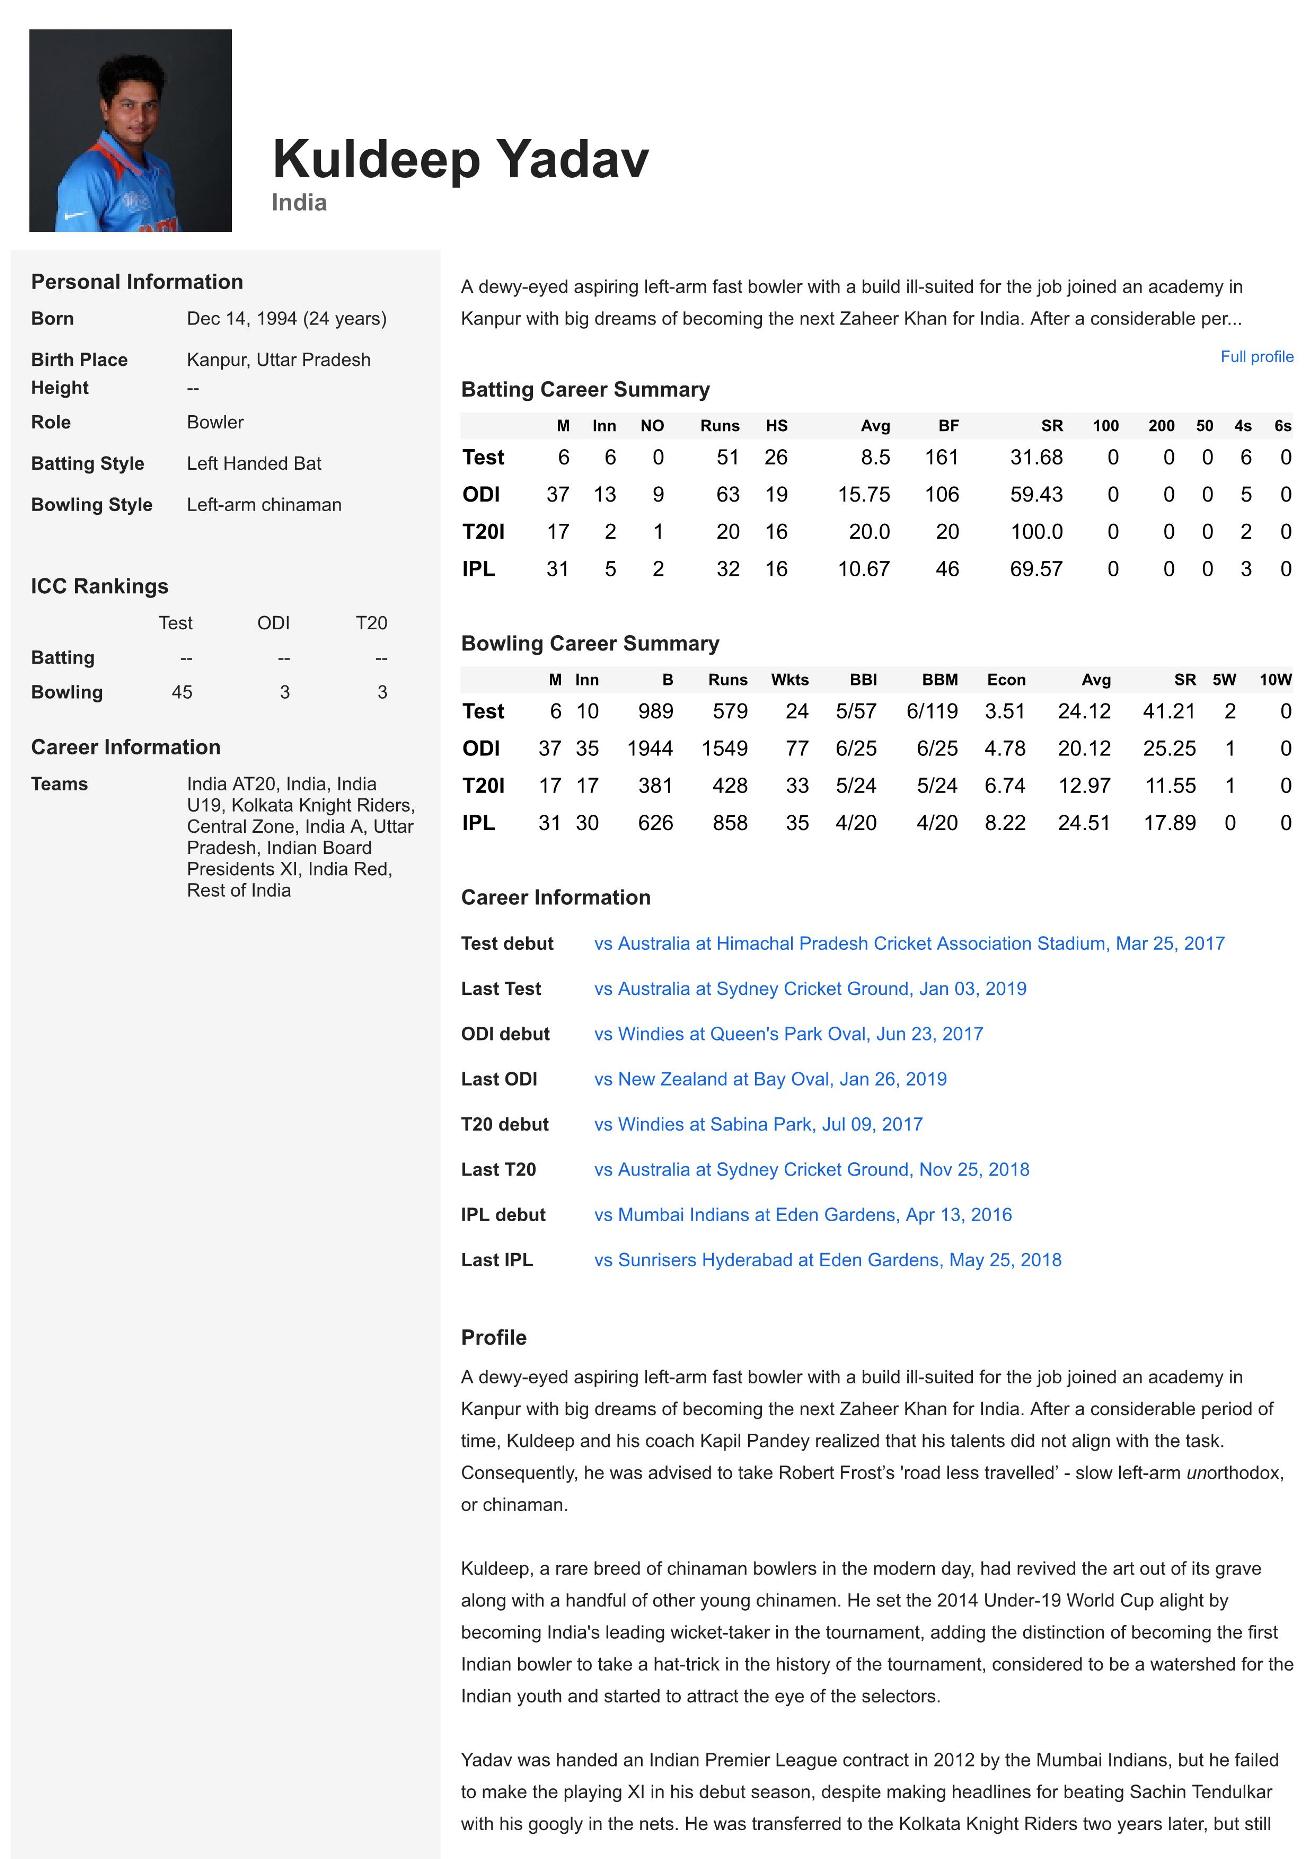 Kuldeep Yadav
India
Personal Information
Born Dec 14, 1994 (24 years)
Birth Place Kanpur, Uttar Pradesh
Height --
Role Bowler
Batting Style Left Handed Bat
Bowling Style Left-arm chinaman
ICC Rankings
Test ODI T20
Batting -- -- --
Bowling 45 3 3
Career Information
Teams India AT20, India, India
U19, Kolkata Knight Riders,
Central Zone, India A, Uttar
Pradesh, Indian Board
Presidents XI, India Red,
Rest of India
A dewy-eyed aspiring left-arm fast bowler with a build ill-suited for the job joined an academy in
Kanpur with big dreams of becoming the next Zaheer Khan for India. After a considerable per...
Full profile
Batting Career Summary
M Inn NO Runs HS Avg BF SR 100 200 50 4s 6s
Test 6 6 0 51 26 8.5 161 31.68 0 0 0 6 0
ODI 37 13 9 63 19 15.75 106 59.43 0 0 0 5 0
T20I 17 2 1 20 16 20.0 20 100.0 0 0 0 2 0
IPL 31 5 2 32 16 10.67 46 69.57 0 0 0 3 0
Bowling Career Summary
M Inn B Runs Wkts BBI BBM Econ Avg SR 5W 10W
Test 6 10 989 579 24 5/57 6/119 3.51 24.12 41.21 2 0
ODI 37 35 1944 1549 77 6/25 6/25 4.78 20.12 25.25 1 0
T20I 17 17 381 428 33 5/24 5/24 6.74 12.97 11.55 1 0
IPL 31 30 626 858 35 4/20 4/20 8.22 24.51 17.89 0 0
Career Information
Test debut vs Australia at Himachal Pradesh Cricket Association Stadium, Mar 25, 2017
Last Test vs Australia at Sydney Cricket Ground, Jan 03, 2019
ODI debut vs Windies at Queen's Park Oval, Jun 23, 2017
Last ODI vs New Zealand at Bay Oval, Jan 26, 2019
T20 debut vs Windies at Sabina Park, Jul 09, 2017
Last T20 vs Australia at Sydney Cricket Ground, Nov 25, 2018
IPL debut vs Mumbai Indians at Eden Gardens, Apr 13, 2016
Last IPL vs Sunrisers Hyderabad at Eden Gardens, May 25, 2018
Profile
A dewy-eyed aspiring left-arm fast bowler with a build ill-suited for the job joined an academy in
Kanpur with big dreams of becoming the next Zaheer Khan for India. After a considerable period of
time, Kuldeep and his coach Kapil Pandey realized that his talents did not align with the task.
Consequently, he was advised to take Robert Frost’s 'road less travelled’ - slow left-arm unorthodox,
or chinaman.
Kuldeep, a rare breed of chinaman bowlers in the modern day, had revived the art out of its grave
along with a handful of other young chinamen. He set the 2014 Under-19 World Cup alight by
becoming India's leading wicket-taker in the tournament, adding the distinction of becoming the first
Indian bowler to take a hat-trick in the history of the tournament, considered to be a watershed for the
Indian youth and started to attract the eye of the selectors.
Yadav was handed an Indian Premier League contract in 2012 by the Mumbai Indians, but he failed
to make the playing XI in his debut season, despite making headlines for beating Sachin Tendulkar
with his googly in the nets. He was transferred to the Kolkata Knight Riders two years later, but still